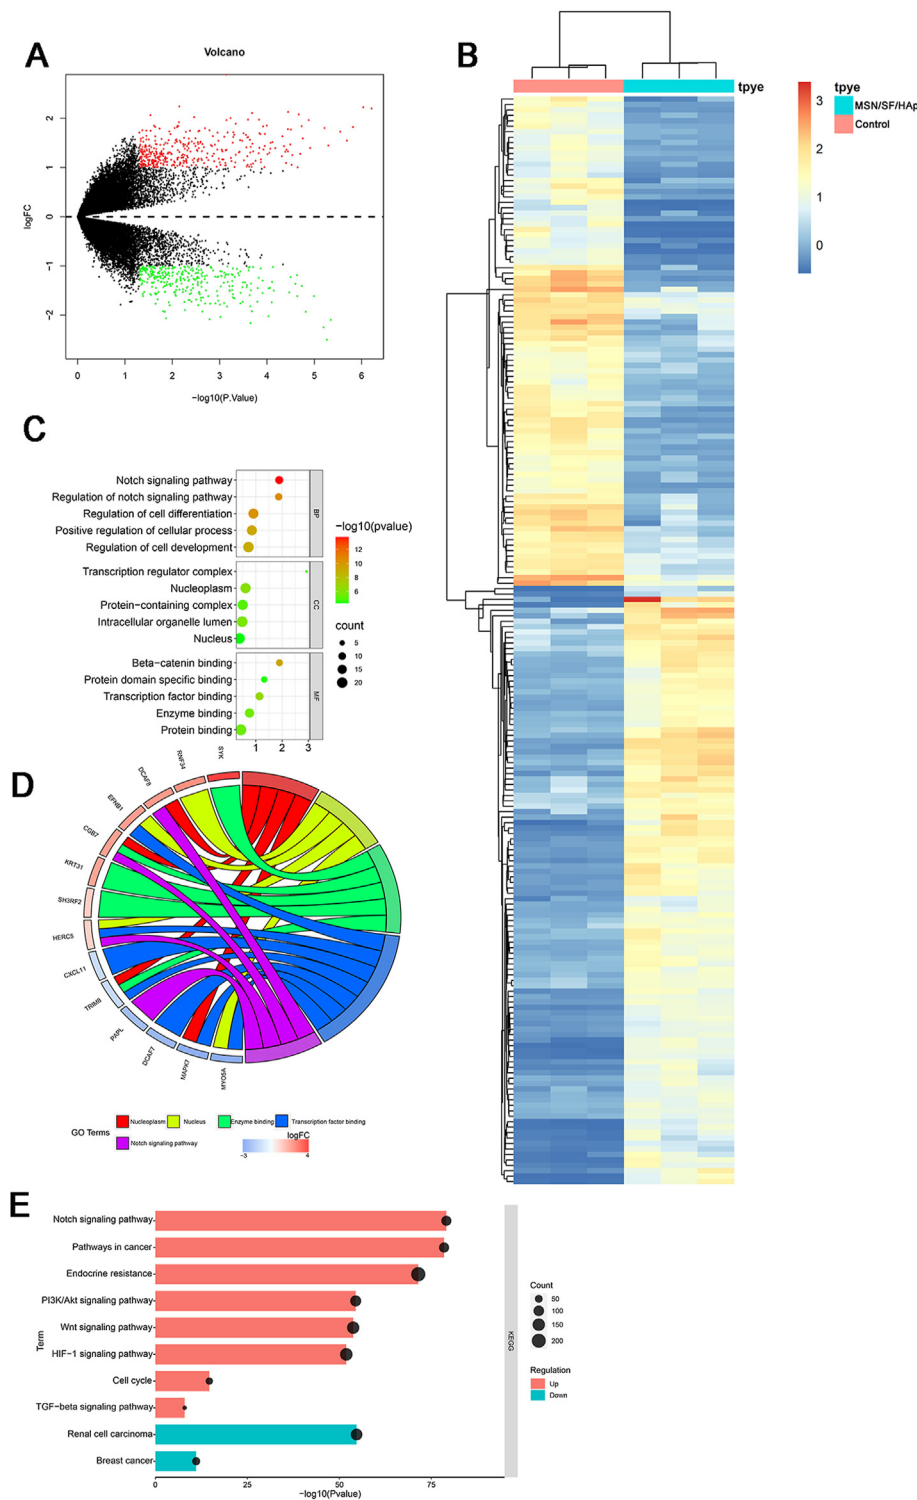 A
Volcano
logFC
2
1
0
−1
−2
0
1
2
3
4
5
6
−log10(P.Value)
B
tpye
3
2
1
0
tpye
MSN/SF/HAp
Control
C
Notch signaling pathway
Regulation of notch signaling pathway
Regulation of cell differentiation
Positive regulation of cellular process
Regulation of cell development
BP
Transcription regulator complex
Nucleoplasm
Protein−containing complex
Intracellular organelle lumen
Nucleus
CC
Beta−catenin binding
Protein domain specific binding
Transcription factor binding
Enzyme binding
Protein binding
MF
1 2 3
−log10(pvalue)
12
10
8
6
count
5
10
15
20
D
SYK
RNF34
DCAF8
EFNB1
CGB7
KRT31
SH3RF2
HERC5
CXCL11
TRIM8
PAPL
DCAF7
MAPK7
MYO5A
GO Terms
Nucleoplasm
Nucleus
Enzyme binding
Transcription factor binding
Notch signaling pathway
logFC
−3 4
E
Term
Notch signaling pathway
Pathways in cancer
Endocrine resistance
PI3K/Akt signaling pathway
Wnt signaling pathway
HIF−1 signaling pathway
Cell cycle
TGF−beta signaling pathway
Renal cell carcinoma
Breast cancer
0 25 50 75
−log10(Pvalue)
KEGG
Count
50
100
150
200
Regulation
Up
Down